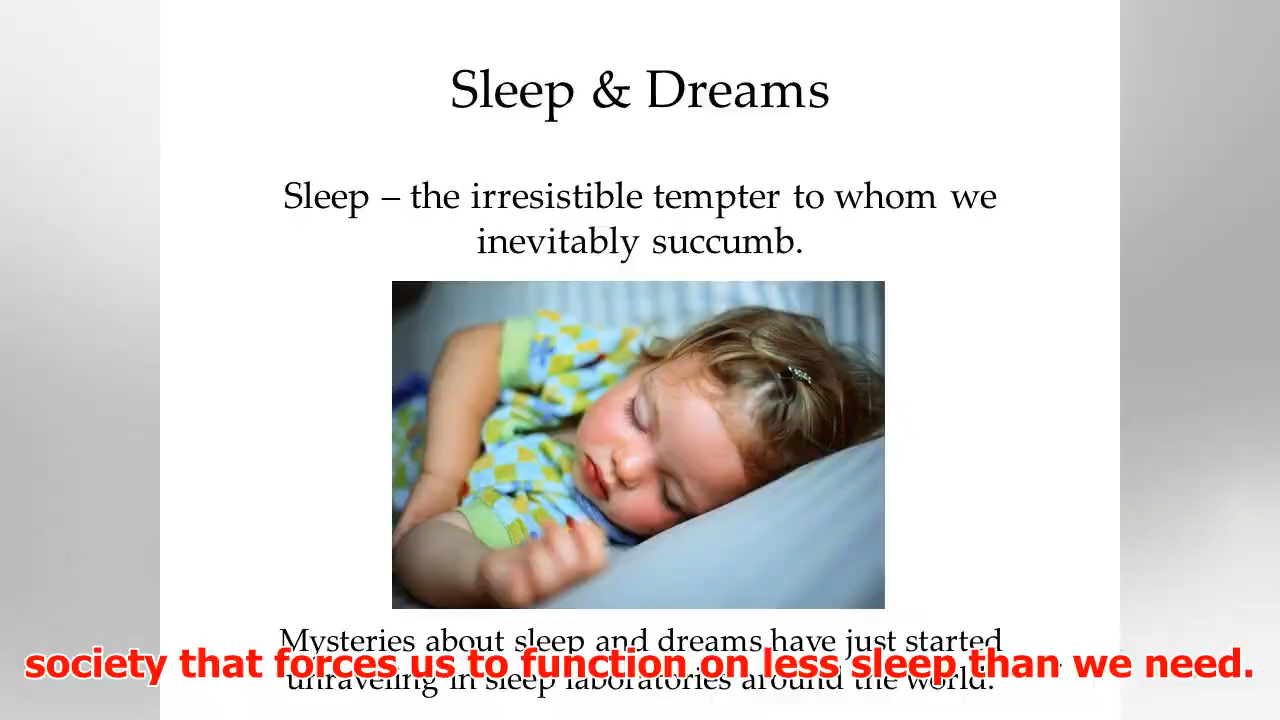 Sleep & Dreams
Sleep – the irresistible tempter to whom we
inevitably succumb.
Mysteries about sleep and dreams have just started
society that forces us to function on less sleep than we need.
unraveling in sleep laboratories around the world.